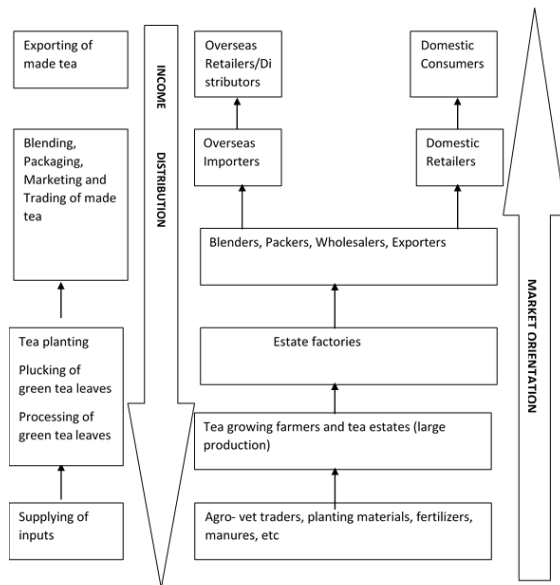 Exporting of
made tea
Blending,
Packaging,
Marketing and
Trading of made
tea
Tea planting
Plucking of
green tea leaves
Processing of
green tea leaves
Supplying of
inputs
INCOME DISTRIBUTION
Overseas
Retailers/Di
stributors
Domestic
Consumers
Overseas
Importers
Domestic
Retailers
Blenders, Packers, Wholesalers, Exporters
Estate factories
Tea growing farmers and tea estates (large
production)
Agro- vet traders, planting materials, fertilizers,
manures, etc
MARKET ORIENTATION